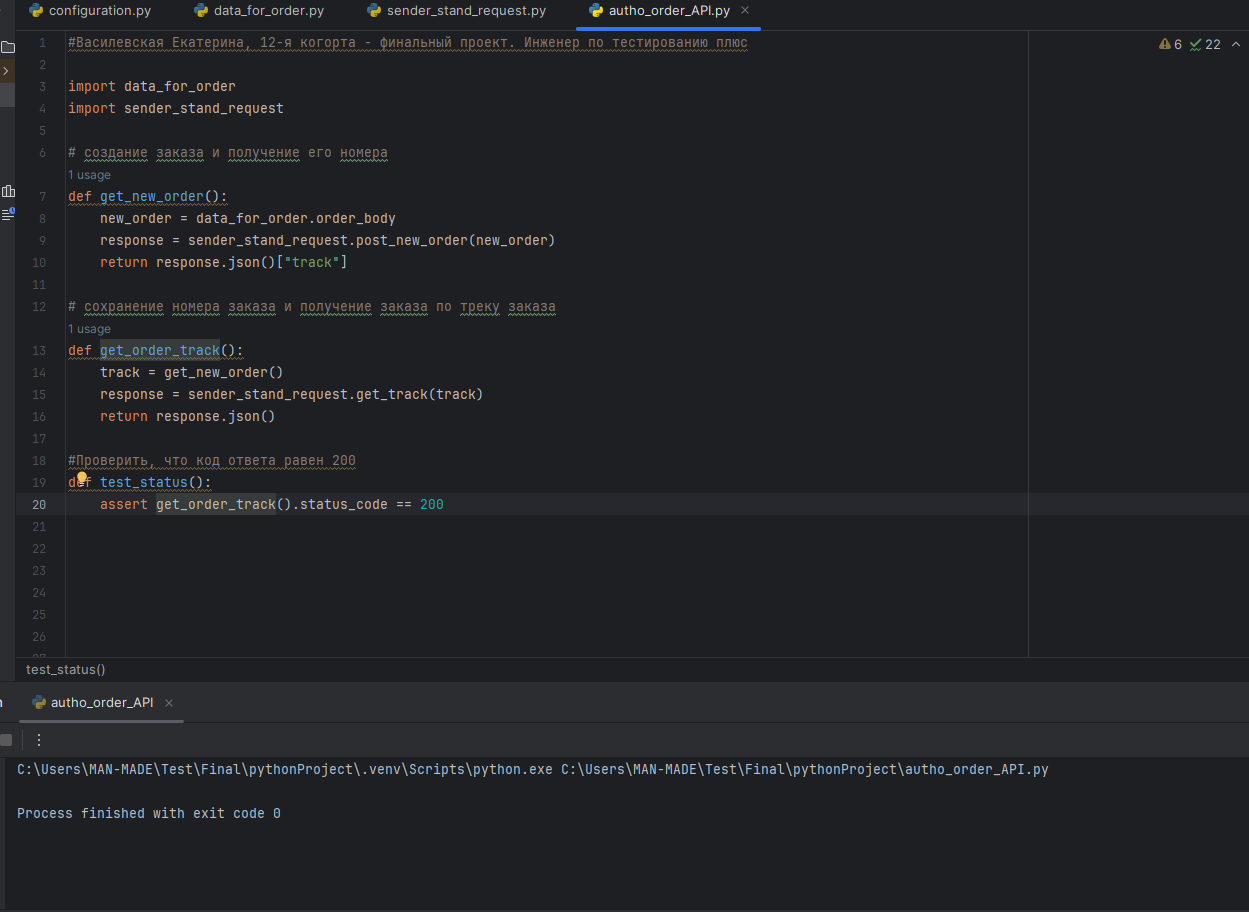 configuration.py data_for_order.py sender_stand_request.py autho_order_API.py
6 22
1 #Василевская Екатерина, 12-я когорта - финальный проект. Инженер по тестированию плюс
2
3 import data_for_order
4 import sender_stand_request
5
6 # создание заказа и получение его номера
1 usage
7 def get_new_order():
8 new_order = data_for_order.order_body
9 response = sender_stand_request.post_new_order(new_order)
10 return response.json()["track"]
11
12 # сохранение номера заказа и получение заказа по треку заказа
1 usage
13 def get_order_track():
14 track = get_new_order()
15 response = sender_stand_request.get_track(track)
16 return response.json()
17
18 #Проверить, что код ответа равен 200
19 def test_status():
20 assert get_order_track().status_code == 200
21
22
23
24
25
26
test_status()
autho_order_API
C:\Users\MAN-MADE\Test\Final\pythonProject\.venv\Scripts\python.exe C:\Users\MAN-MADE\Test\Final\pythonProject\autho_order_API.py
Process finished with exit code 0